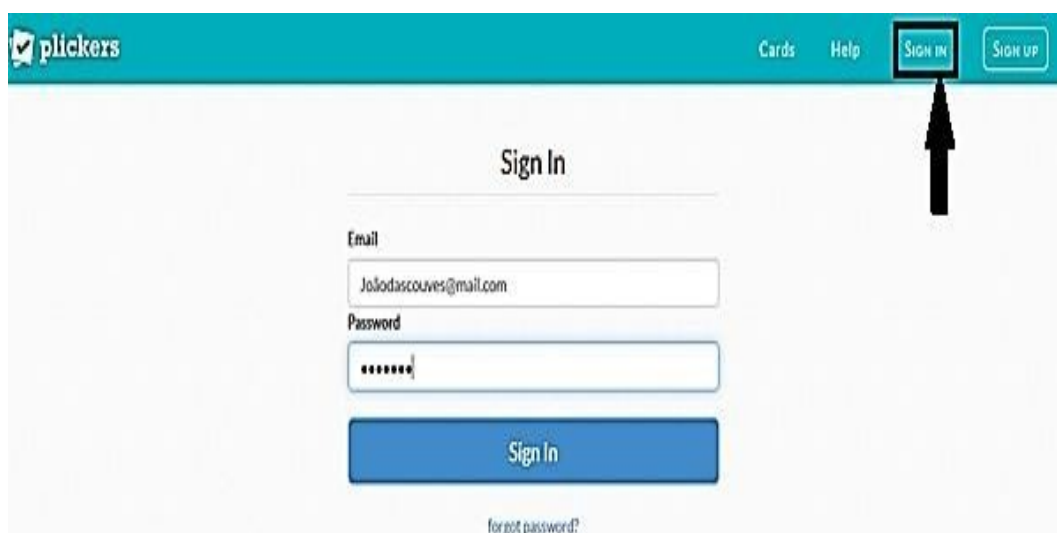 plickers Cards Help SIGN IN SIGN UP
Sign In
Email
Joãodascouves@mail.com
Password
•••••••
Sign In
forgot password?